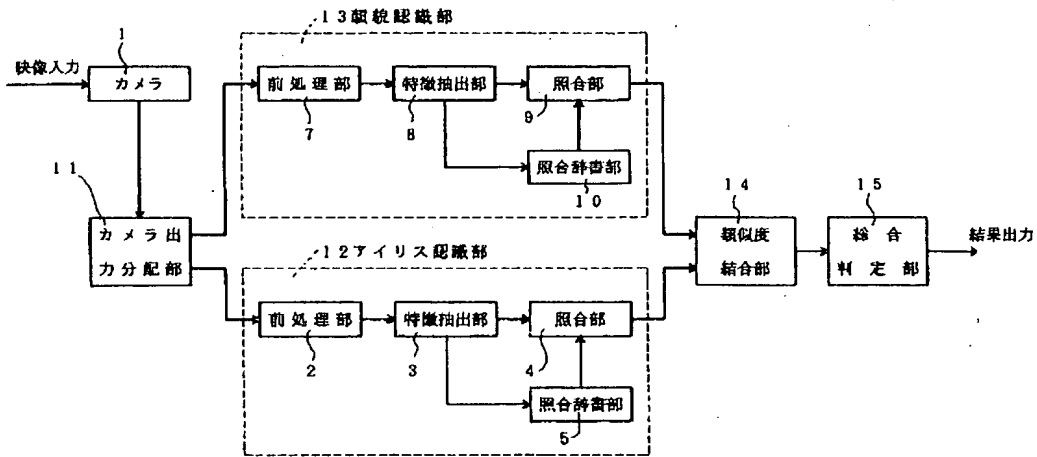 13顔貌認識部
1
映像入力
カメラ
前処理部
特徴抽出部
照合部
7
8
9
照合辞書部
10
11
カメラ出
力分配部
14
類似度
結合部
15
総合
判定部
結果出力
12アイリス認識部
前処理部
特徴抽出部
照合部
2
3
4
照合辞書部
5